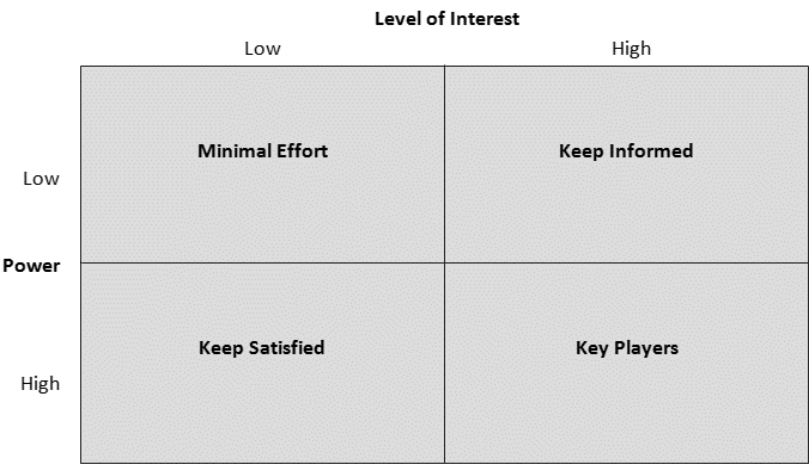 Level of Interest
Low High
Minimal Effort Keep Informed
Low
Power
Keep Satisfied Key Players
High